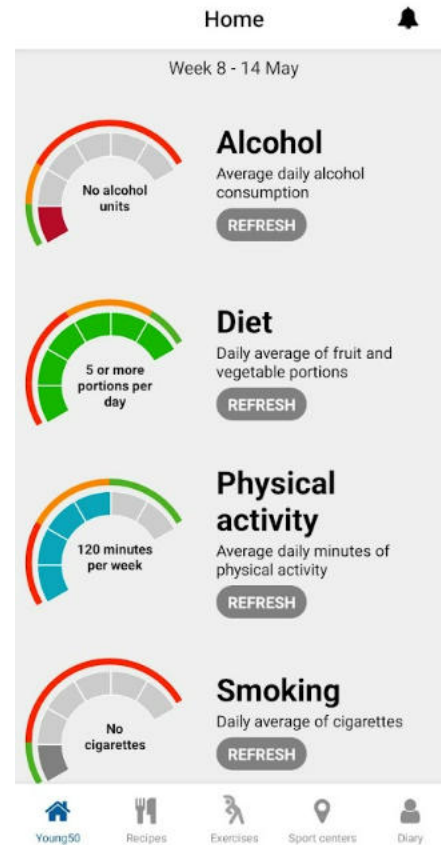 Home
Week 8 - 14 May
No alcohol
units
Alcohol
Average daily alcohol
consumption
REFRESH
5 or more
portions per
day
Diet
Daily average of fruit and
vegetable portions
REFRESH
120 minutes
per week
Physical
activity
Average daily minutes of
physical activity
REFRESH
No
cigarettes
Smoking
Daily average of cigarettes
REFRESH
Young50
Recipes
Exercises
Sport centers
Diary